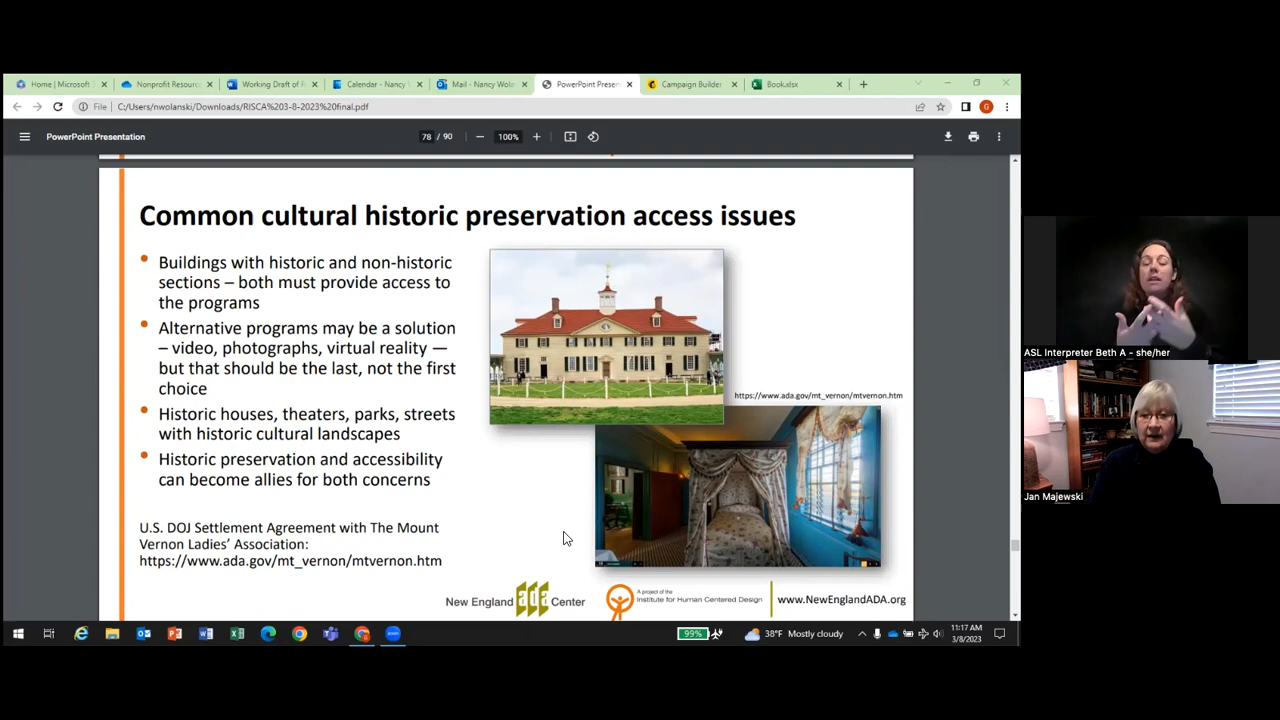 Home | Microsoft
Nonprofit Resourc
Working Draft of R
Calendar - Nancy
Mail - Nancy Wola
PowerPoint Presen
Campaign Builder
Book.xlsx
File
C:/Users/nwolanski/Downloads/RISCA%203-8-2023%20final.pdf
G
PowerPoint Presentation
78 / 90
100%
Common cultural historic preservation access issues
• Buildings with historic and non-historic
sections – both must provide access to
the programs
• Alternative programs may be a solution
– video, photographs, virtual reality —
but that should be the last, not the first
choice
• Historic houses, theaters, parks, streets
with historic cultural landscapes
• Historic preservation and accessibility
can become allies for both concerns
https://www.ada.gov/mt_vernon/mtvernon.htm
U.S. DOJ Settlement Agreement with The Mount
Vernon Ladies’ Association:
https://www.ada.gov/mt_vernon/mtvernon.htm
New England ada Center
A project of the
Institute for Human Centered Design
www.NewEnglandADA.org
ASL Interpreter Beth A - she/her
Jan Majewski
99%
38°F Mostly cloudy
11:17 AM
3/8/2023